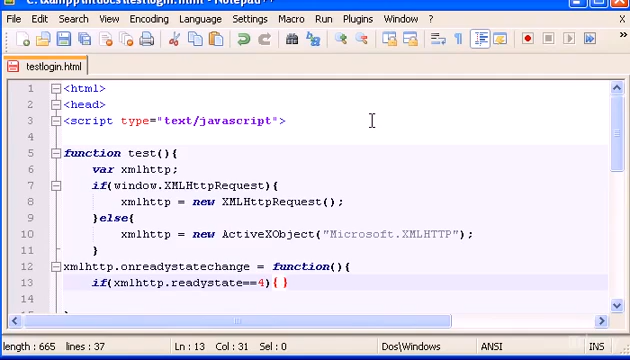 C:\xampp\htdocs\testlogin.html - Notepad++
File Edit Search View Encoding Language Settings Macro Run Plugins Window ? X
testlogin.html
1 <html>
2 <head>
3 <script type="text/javascript">
4
5 function test(){
6 var xmlhttp;
7 if(window.XMLHttpRequest){
8 xmlhttp = new XMLHttpRequest();
9 }else{
10 xmlhttp = new ActiveXObject("Microsoft.XMLHTTP");
11 }
12 xmlhttp.onreadystatechange = function(){
13 if(xmlhttp.readystate==4){}
14
15 }
length : 665 lines : 37 Ln : 13 Col : 31 Sel : 0 Dos\Windows ANSI INS